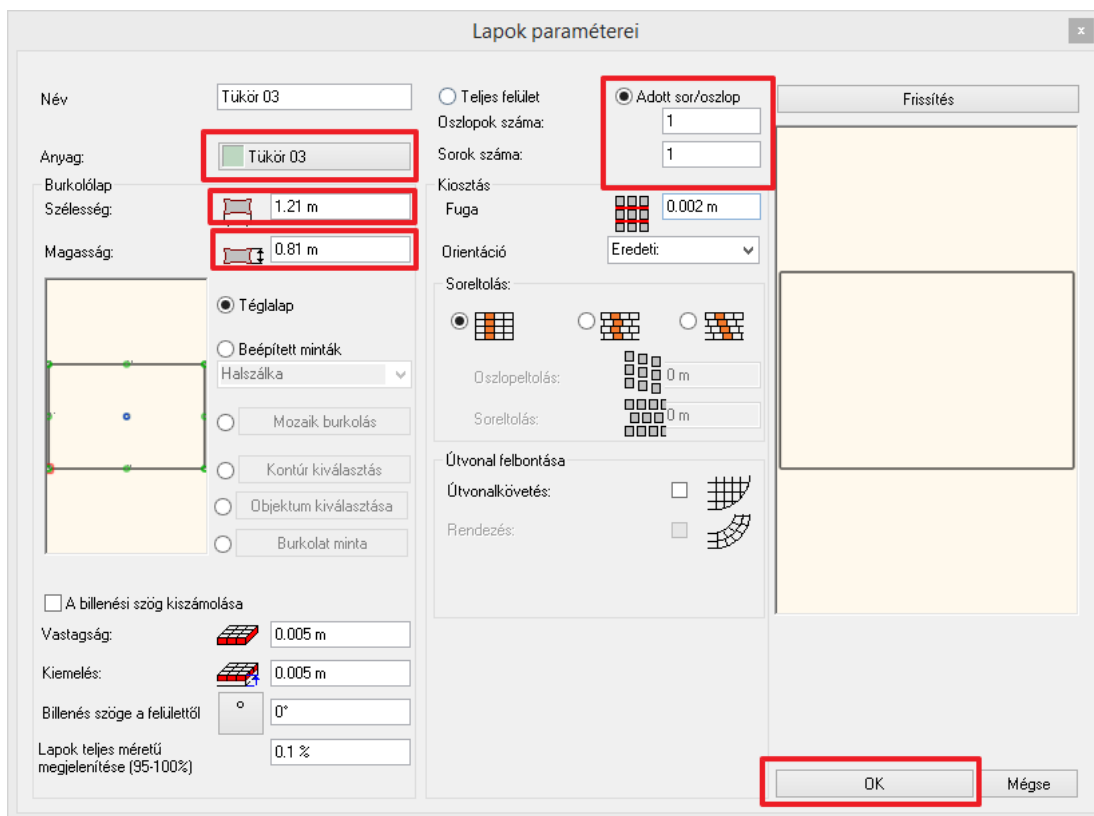 Lapok paraméterei
x
Név
Tükör 03
Anyag:
Tükör 03
Burkolólap
Szélesség:
1.21 m
Magasság:
0.81 m
Téglalap
Beépített minták
Halszálka
Mozaik burkolás
Kontúr kiválasztás
Objektum kiválasztása
Burkolat minta
A billenési szög kiszámolása
Vastagság:
0.005 m
Kiemelés:
0.005 m
Billenés szöge a felülettől
°
0°
Lapok teljes méretű
megjelenítése (95-100%)
0.1 %
Teljes felület
Adott sor/oszlop
Oszlopok száma:
1
Sorok száma:
1
Kiosztás
Fuga
0.002 m
Orientáció
Eredeti:
Soreltolás:
Oszlopeltolás:
0 m
Soreltolás:
0 m
Útvonal felbontása
Útvonalkövetés:
Rendezés:
Frissítés
OK
Mégse